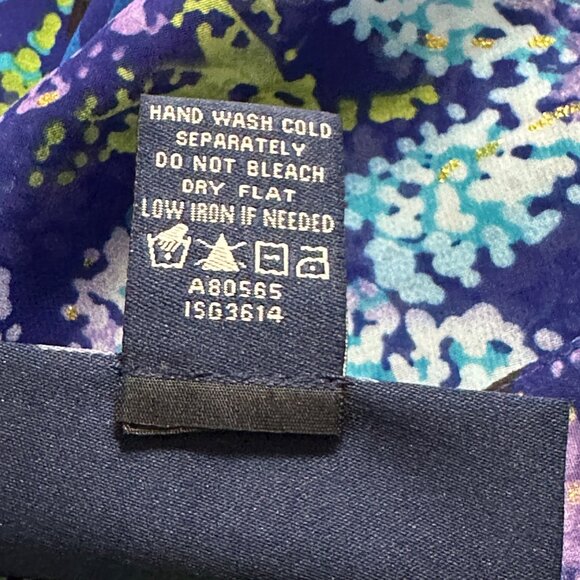 HAND WASH COLD
SEPARATELY
DO NOT BLEACH
DRY FLAT
LOW IRON IF NEEDED
A80565
ISG3614